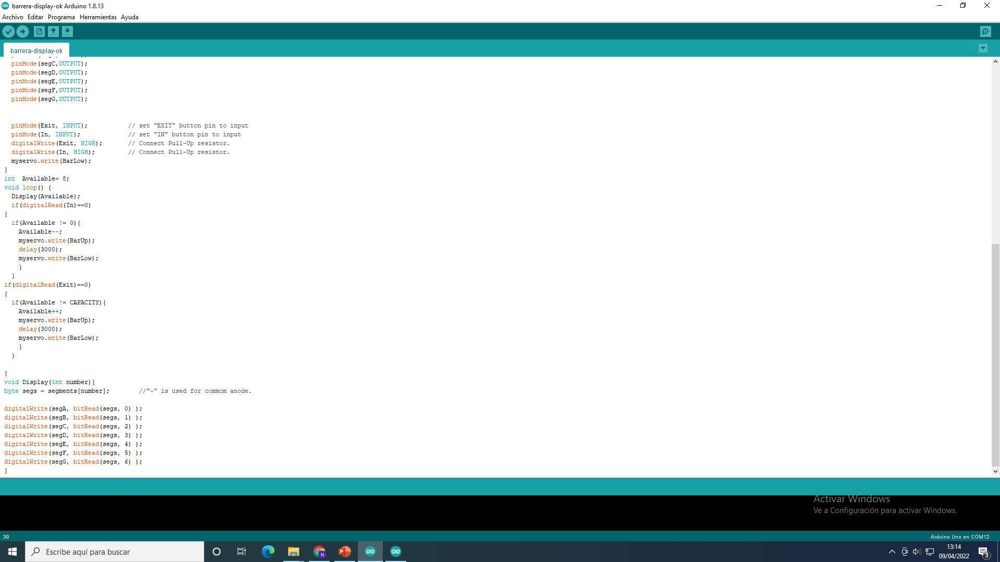 barrera-display-ok Arduino 1.8.13
Archivo Editar Programa Herramientas Ayuda
barrera-display-ok
pinMode(segC,OUTPUT);
pinMode(segD,OUTPUT);
pinMode(segE,OUTPUT);
pinMode(segF,OUTPUT);
pinMode(segG,OUTPUT);
pinMode(Exit, INPUT); // set "EXIT" button pin to input
pinMode(In, INPUT); // set "IN" button pin to input
digitalWrite(Exit, HIGH); // Connect Pull-Up resistor.
digitalWrite(In, HIGH); // Connect Pull-Up resistor.
myservo.write(BarLow);
}
int Available= 8;
void loop() {
Display(Available);
if(digitalRead(In)==0)
{
if(Available != 0){
Available--;
myservo.write(BarUp);
delay(3000);
myservo.write(BarLow);
}
}
if(digitalRead(Exit)==0)
{
if(Available != CAPACITY){
Available++;
myservo.write(BarUp);
delay(3000);
myservo.write(BarLow);
}
}
}
void Display(int number){
byte segs = segments[number]; //"~" is used for commom anode.
digitalWrite(segA, bitRead(segs, 0) );
digitalWrite(segB, bitRead(segs, 1) );
digitalWrite(segC, bitRead(segs, 2) );
digitalWrite(segD, bitRead(segs, 3) );
digitalWrite(segE, bitRead(segs, 4) );
digitalWrite(segF, bitRead(segs, 5) );
digitalWrite(segG, bitRead(segs, 6) );
}
Activar Windows
Ve a Configuración para activar Windows.
39
Arduino Uno en COM12
Escribe aquí para buscar
N
P
13:14
09/04/2022
3